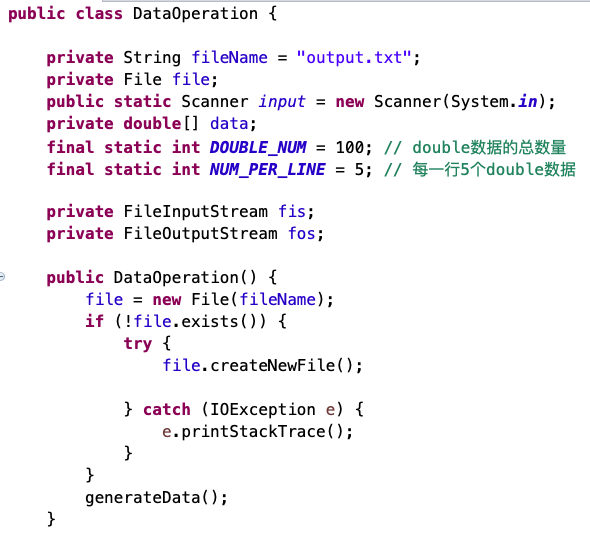 public class DataOperation {
private String fileName = "output.txt";
private File file;
public static Scanner input = new Scanner(System.in);
private double[] data;
final static int DOUBLE_NUM = 100; // double数据的总数量
final static int NUM_PER_LINE = 5; // 每一行5个double数据
private FileInputStream fis;
private FileOutputStream fos;
public DataOperation() {
file = new File(fileName);
if (!file.exists()) {
try {
file.createNewFile();
} catch (IOException e) {
e.printStackTrace();
}
}
generateData();
}